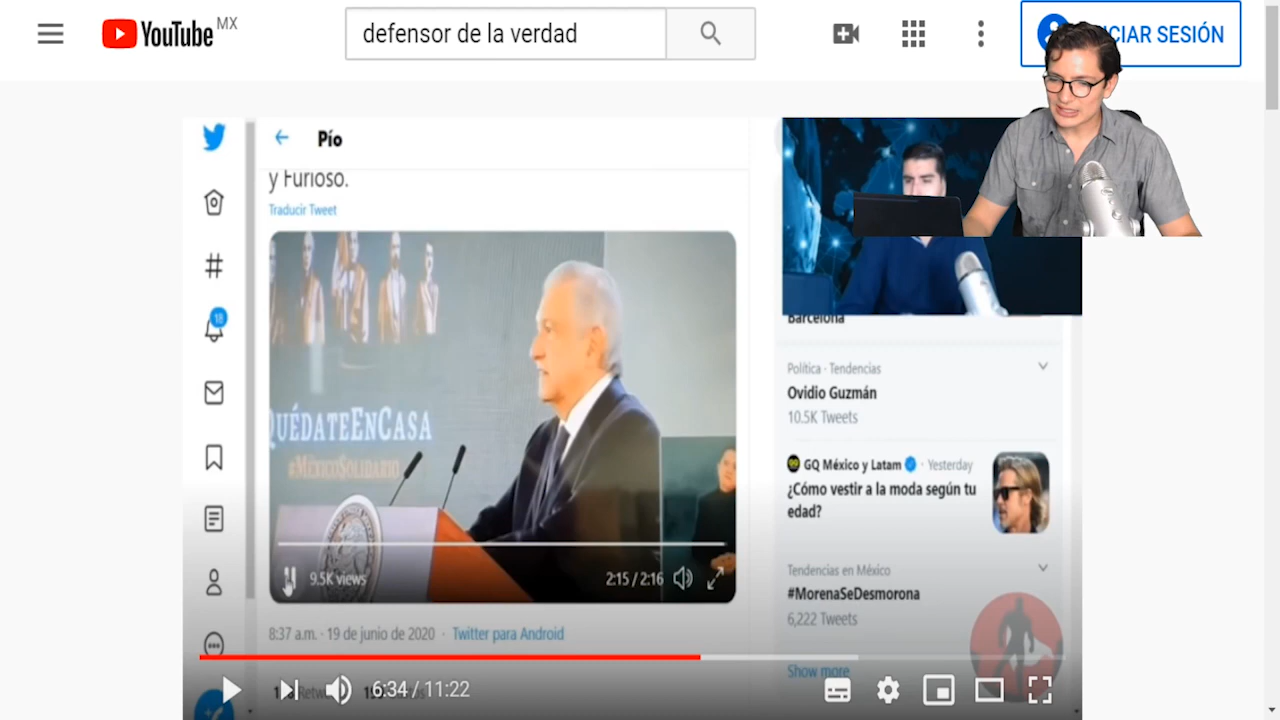 YouTube MX
defensor de la verdad
CIAR SESIÓN
Pío
y Furioso.
Traducir Tweet
18
QUÉDATEENCASA
#MÉXICOSOLIDARIO
9.5K views
2:15 / 2:16
8:37 a.m. · 19 de junio de 2020 · Twitter para Android
Barcelona
Política · Tendencias
Ovidio Guzmán
10.5K Tweets
GQ México y Latam · Yesterday
¿Cómo vestir a la moda según tu
edad?
Tendencias en México
#MorenaSeDesmorona
6,222 Tweets
Show more
6:34 / 11:22